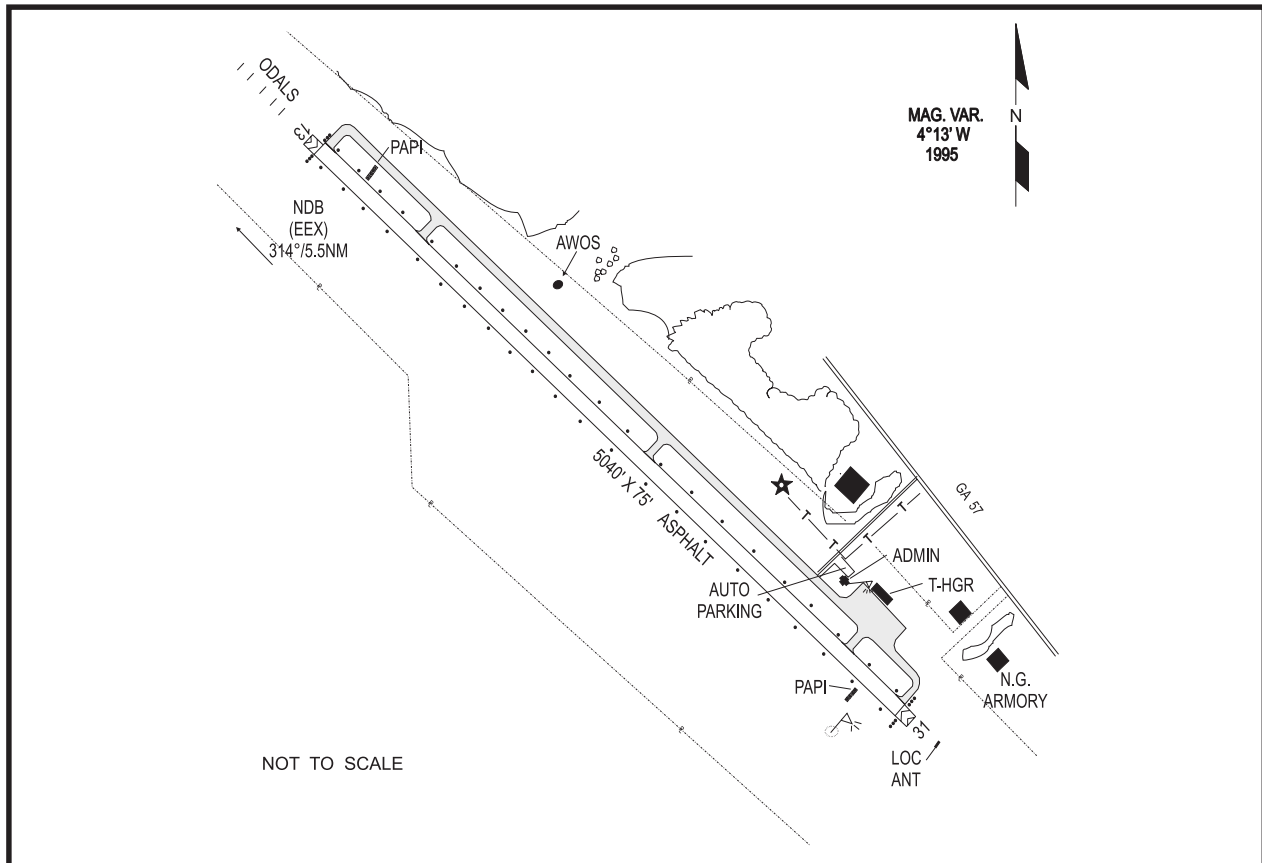 ODALS
13
PAPI
NDB
(EEX)
314°/5.5NM
AWOS
MAG. VAR.
4°13' W
1995
N
5040' X 75' ASPHALT
GA 57
T
T
T
T
ADMIN
T-HGR
AUTO
PARKING
PAPI
N.G.
ARMORY
31
LOC
ANT
NOT TO SCALE